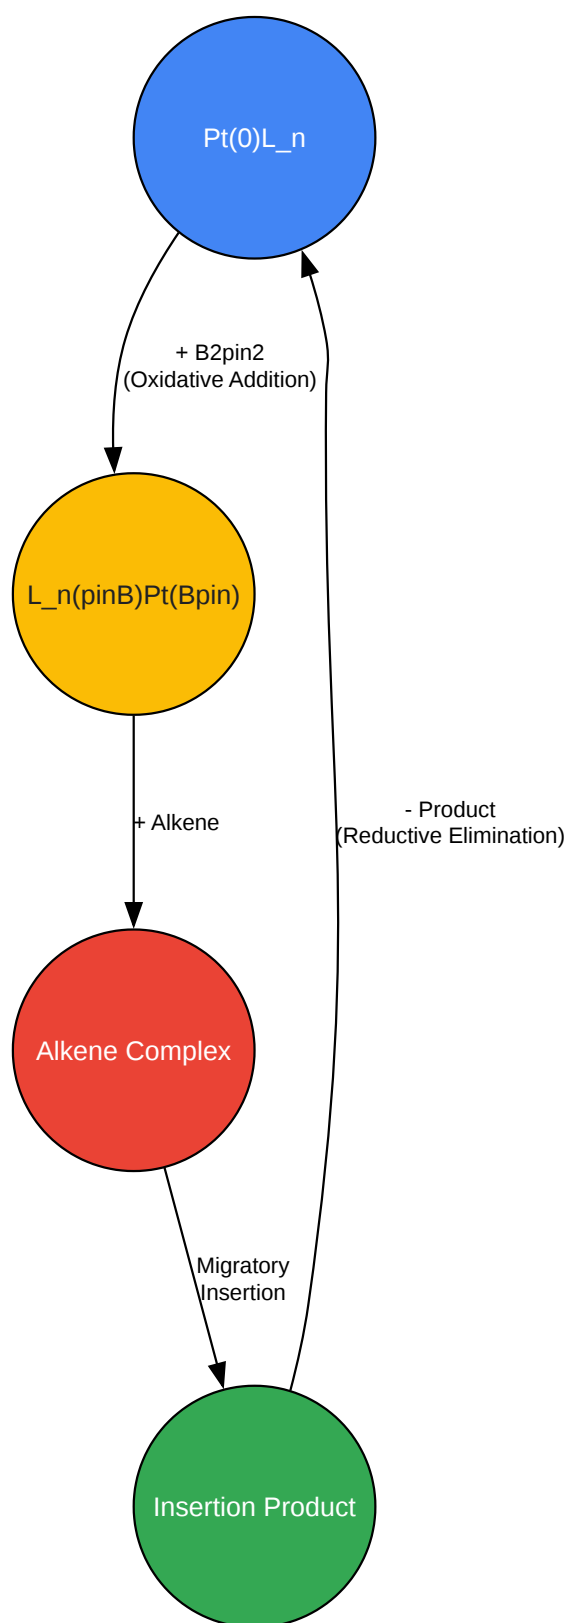 Pt(0)L_n
+ B2pin2
(Oxidative Addition)
L_n(pinB)Pt(Bpin)
- Product
(Reductive Elimination)
+ Alkene
Alkene Complex
Migratory
Insertion
Insertion Product